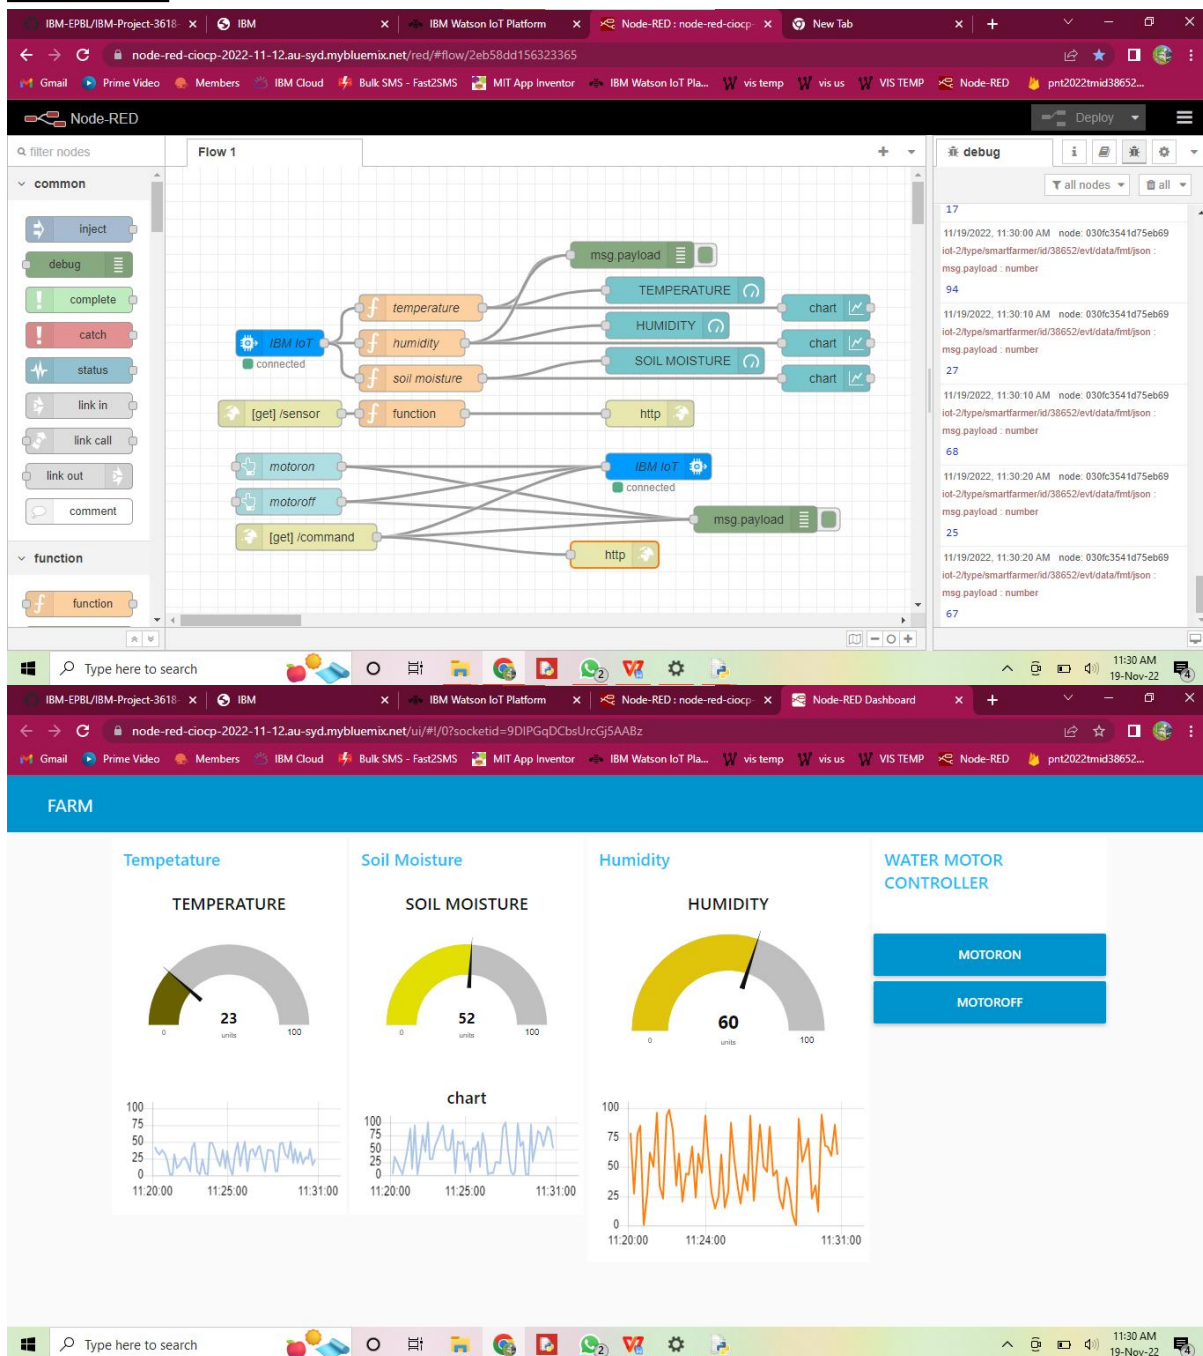 IBM-EPBL/IBM-Project-3618-
IBM
IBM Watson IoT Platform
Node-RED : node-red-ciocp-
New Tab
node-red-ciocp-2022-11-12.au-syd.mybluemix.net/red/#flow/2eb58dd156323365
Gmail Prime Video Members IBM Cloud Bulk SMS - Fast2SMS MIT App Inventor IBM Watson IoT Pla... vis temp vis us VIS TEMP Node-RED pnt2022tmid38652...
Node-RED
Deploy
filter nodes
Flow 1
debug
common
all nodes
all
inject
debug
complete
catch
status
link in
link call
link out
comment
function
function
msg.payload
TEMPERATURE
temperature
chart
HUMIDITY
IBM IoT
humidity
chart
connected
SOIL MOISTURE
soil moisture
chart
[get] /sensor
function
http
motoron
IBM IoT
connected
motoroff
msg.payload
[get] /command
http
17
11/19/2022, 11:30:00 AM node: 030fc3541d75eb69
iot-2/type/smartfarmer/id/38652/evt/data/fmt/json :
msg.payload : number
94
11/19/2022, 11:30:10 AM node: 030fc3541d75eb69
iot-2/type/smartfarmer/id/38652/evt/data/fmt/json :
msg.payload : number
27
11/19/2022, 11:30:10 AM node: 030fc3541d75eb69
iot-2/type/smartfarmer/id/38652/evt/data/fmt/json :
msg.payload : number
68
11/19/2022, 11:30:20 AM node: 030fc3541d75eb69
iot-2/type/smartfarmer/id/38652/evt/data/fmt/json :
msg.payload : number
25
11/19/2022, 11:30:20 AM node: 030fc3541d75eb69
iot-2/type/smartfarmer/id/38652/evt/data/fmt/json :
msg.payload : number
67
Type here to search
2
11:30 AM
19-Nov-22
4
IBM-EPBL/IBM-Project-3618-
IBM
IBM Watson IoT Platform
Node-RED : node-red-ciocp-
Node-RED Dashboard
node-red-ciocp-2022-11-12.au-syd.mybluemix.net/ui/#!/0?socketid=9DIPGqDCbsUrcGj5AABz
Gmail Prime Video Members IBM Cloud Bulk SMS - Fast2SMS MIT App Inventor IBM Watson IoT Pla... vis temp vis us VIS TEMP Node-RED pnt2022tmid38652...
FARM
Tempetature
TEMPERATURE
23
units
0
100
100
75
50
25
0
11:20:00 11:25:00 11:31:00
Soil Moisture
SOIL MOISTURE
52
units
0
100
chart
100
75
50
25
0
11:20:00 11:25:00 11:31:00
Humidity
HUMIDITY
60
units
0
100
100
75
50
25
0
11:20:00 11:24:00 11:31:00
WATER MOTOR
CONTROLLER
MOTORON
MOTOROFF
Type here to search
2
11:30 AM
19-Nov-22
4